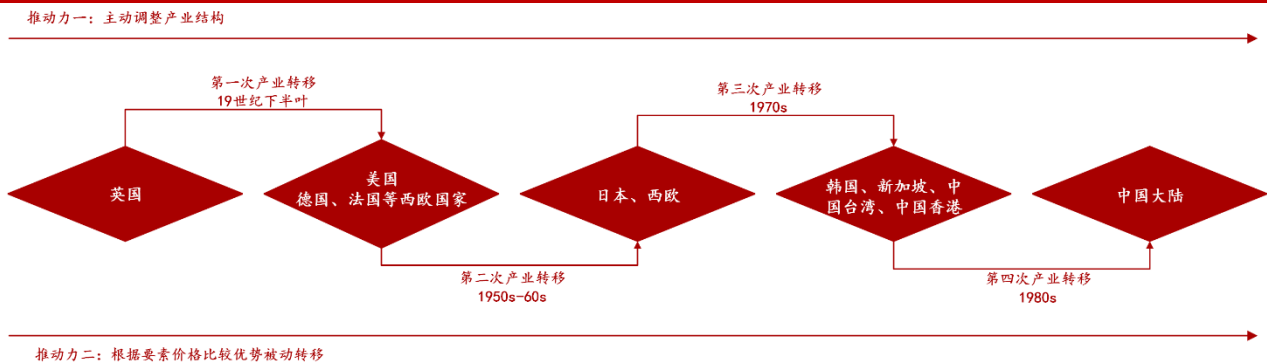 推动力一：主动调整产业结构
第一次产业转移
19世纪下半叶
第三次产业转移
1970s
英国
美国
德国、法国等西欧国家
日本、西欧
韩国、新加坡、中
国台湾、中国香港
中国大陆
第二次产业转移
1950s-60s
第四次产业转移
1980s
推动力二：根据要素价格比较优势被动转移